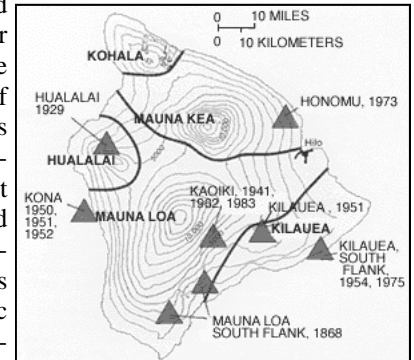 0 10 MILES
0 10 KILOMETERS
KOHALA
HUALALAI
1929
MAUNA KEA
HONOMU, 1973
Hilo
HUALALAI
KONA
1950,
1951,
1952
MAUNA LOA
KAOIKI, 1941,
1962, 1983
KILAUEA , 1951
KILAUEA
KILAUEA,
SOUTH
FLANK,
1954, 1975
MAUNA LOA
SOUTH FLANK, 1868